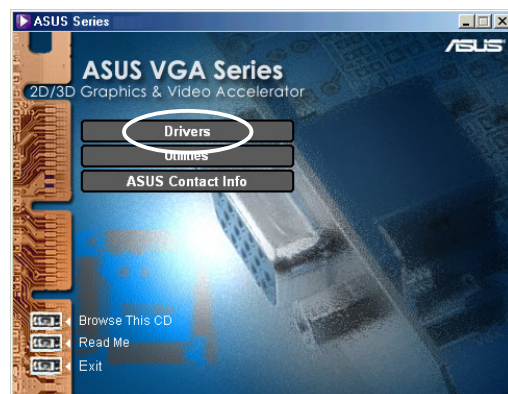 ASUS Series
ASUS
ASUS VGA Series
2D/3D Graphics & Video Accelerator
Drivers
Utilities
ASUS Contact Info
Browse This CD
Read Me
Exit